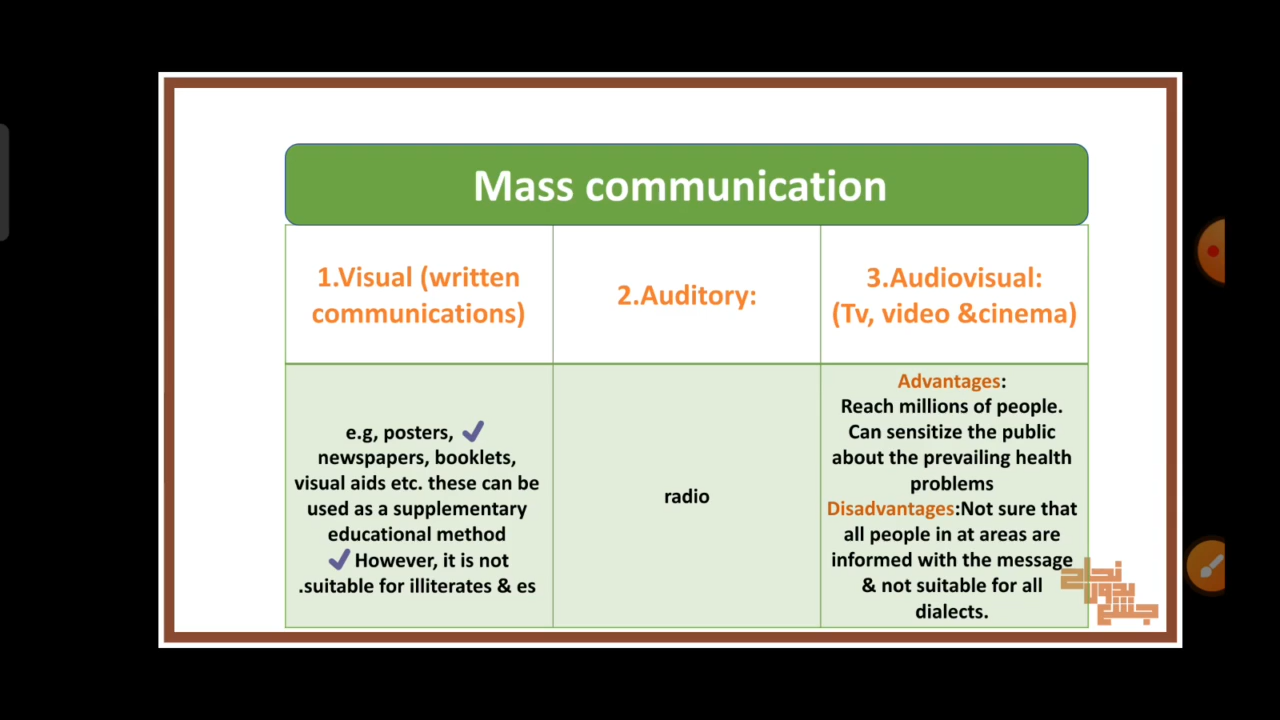 Mass communication
1.Visual (written
communications)
2.Auditory:
3.Audiovisual:
(Tv, video &cinema)
e.g, posters,
newspapers, booklets,
visual aids etc. these can be
used as a supplementary
educational method
However, it is not
.suitable for illiterates & es
radio
Advantages:
Reach millions of people.
Can sensitize the public
about the prevailing health
problems
Disadvantages:Not sure that
all people in at areas are
informed with the message
& not suitable for all
dialects.
نجاح
بدون
جشع